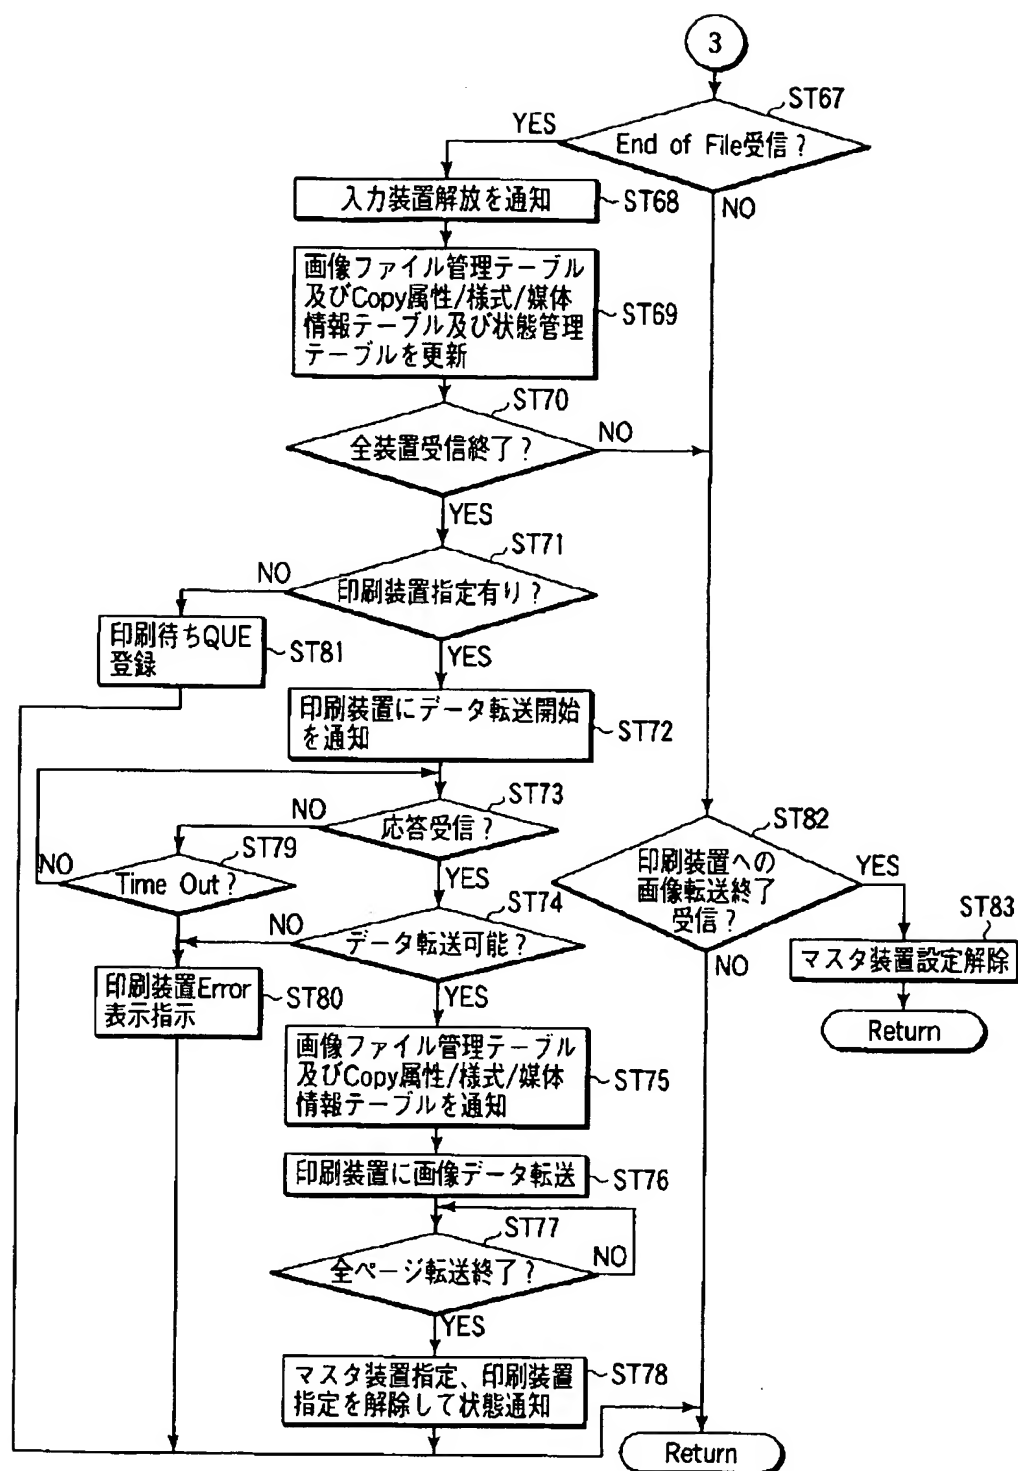 3
ST67
YES
End of File受信?
NO
入力装置解放を通知
ST68
画像ファイル管理テーブル
及びCopy属性/様式/媒体
情報テーブル及び状態管理
テーブルを更新
ST69
ST70
全装置受信終了?
NO
YES
ST71
NO
印刷装置指定有り?
YES
印刷待ちQUE
登録
ST81
印刷装置にデータ転送開始
を通知
ST72
ST73
NO
応答受信?
YES
ST79
NO
Time Out?
ST74
NO
データ転送可能?
YES
印刷装置Error
表示指示
ST80
画像ファイル管理テーブル
及びCopy属性/様式/媒体
情報テーブルを通知
ST75
印刷装置に画像データ転送
ST76
ST77
全ページ転送終了?
NO
YES
マスタ装置指定、印刷装置
指定を解除して状態通知
ST78
ST82
印刷装置への
画像転送終了
受信?
YES
NO
ST83
マスタ装置設定解除
Return
Return